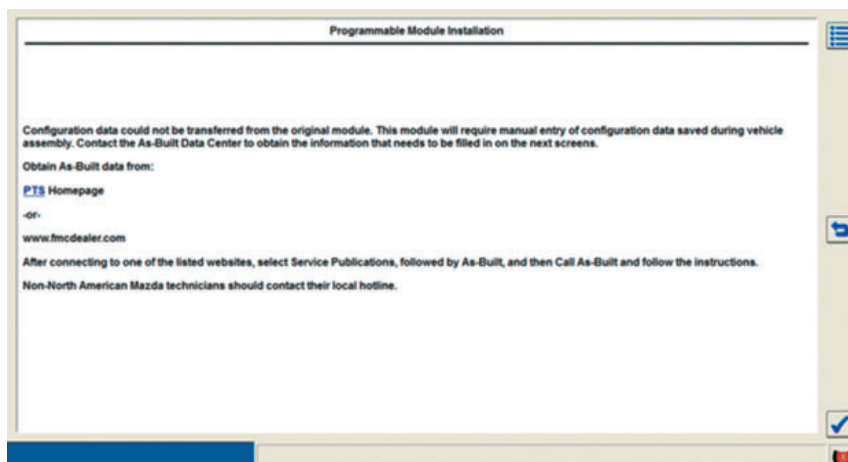 Programmable Module Installation
Configuration data could not be transferred from the original module. This module will require manual entry of configuration data saved during vehicle
assembly. Contact the As-Built Data Center to obtain the information that needs to be filled in on the next screens.
Obtain As-Built data from:
PTS Homepage
-or-
www.fmcdealer.com
After connecting to one of the listed websites, select Service Publications, followed by As-Built, and then Call As-Built and follow the instructions.
Non-North American Mazda technicians should contact their local hotline.